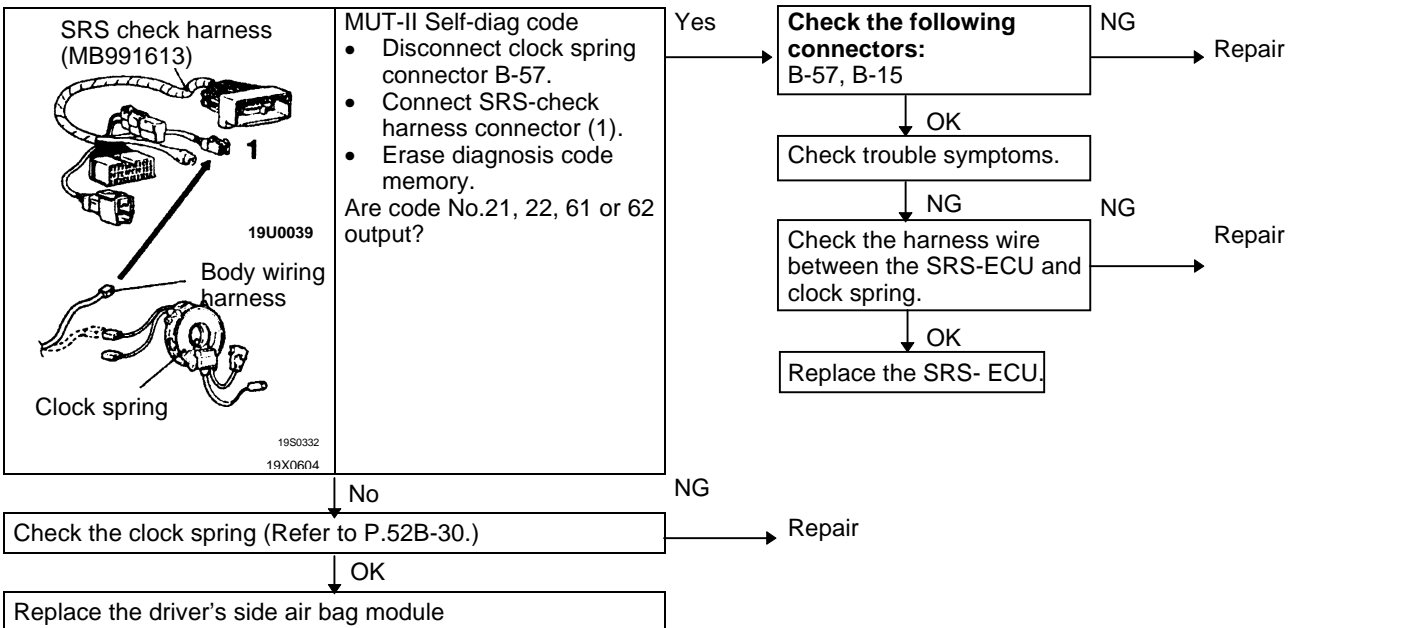 SRS check harness
(MB991613)
1
19U0039
Body wiring
harness
Clock spring
19S0332
19X0604
MUT-II Self-diag code
• Disconnect clock spring
connector B-57.
• Connect SRS-check
harness connector (1).
• Erase diagnosis code
memory.
Are code No.21, 22, 61 or 62
output?
Yes
Check the following
connectors:
B-57, B-15
NG
Repair
OK
Check trouble symptoms.
NG
Check the harness wire
between the SRS-ECU and
clock spring.
NG
Repair
OK
Replace the SRS- ECU.
No
Check the clock spring (Refer to P.52B-30.)
NG
Repair
OK
Replace the driver’s side air bag module